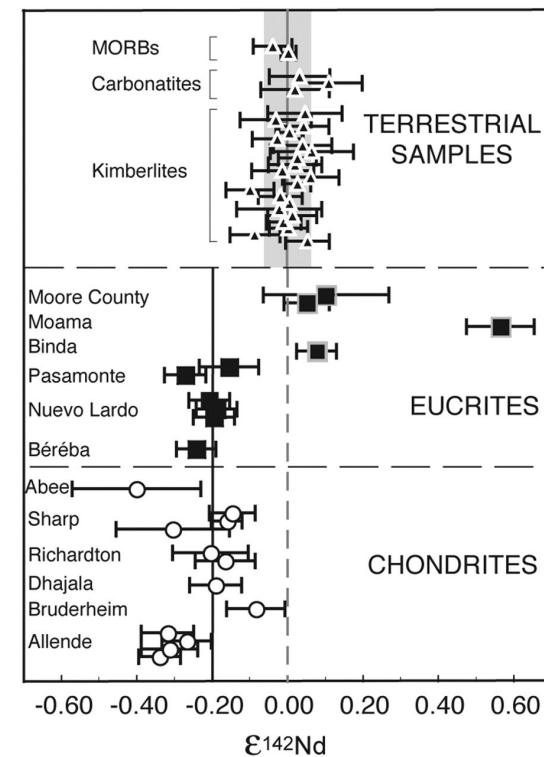 MORBs
Carbonatites
TERRESTRIAL
SAMPLES
Kimberlites
Moore County
Moama
Binda
Pasamonte
Nuevo Lardo
EUCRITES
Béréba
Abee
Sharp
Richardton
CHONDRITES
Dhajala
Bruderheim
Allende
-0.60 -0.40 -0.20 0.00 0.20 0.40 0.60
ε142Nd